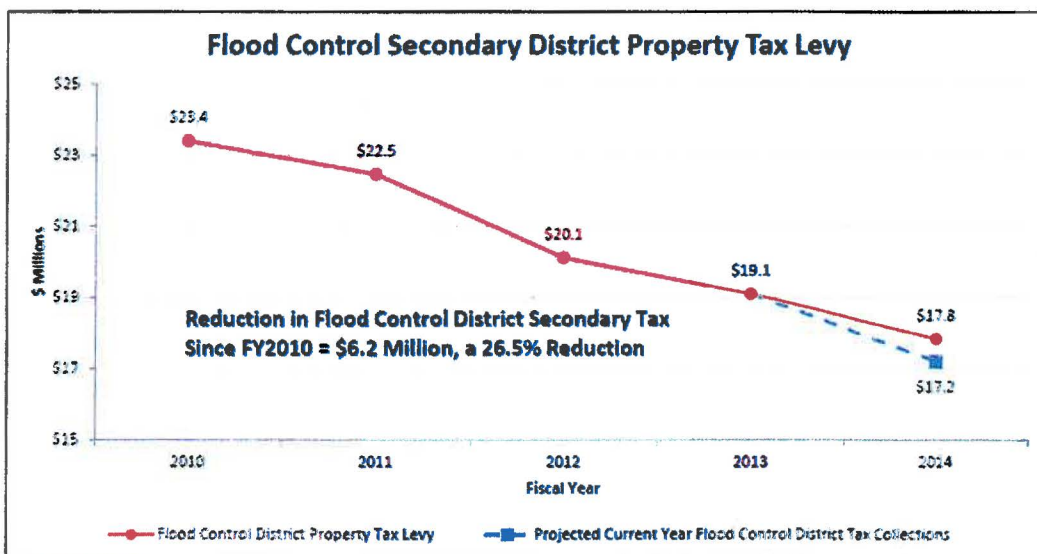 Flood Control Secondary District Property Tax Levy
$25
$23
$21
$19
$17
$15
$ Millions
$23.4
$22.5
$20.1
$19.1
$17.8
$17.2
Reduction in Flood Control District Secondary Tax
Since FY2010 = $6.2 Million, a 26.5% Reduction
2010
2011
2012
2013
2014
Fiscal Year
Flood Control District Property Tax Levy
Projected Current Year Flood Control District Tax Collections